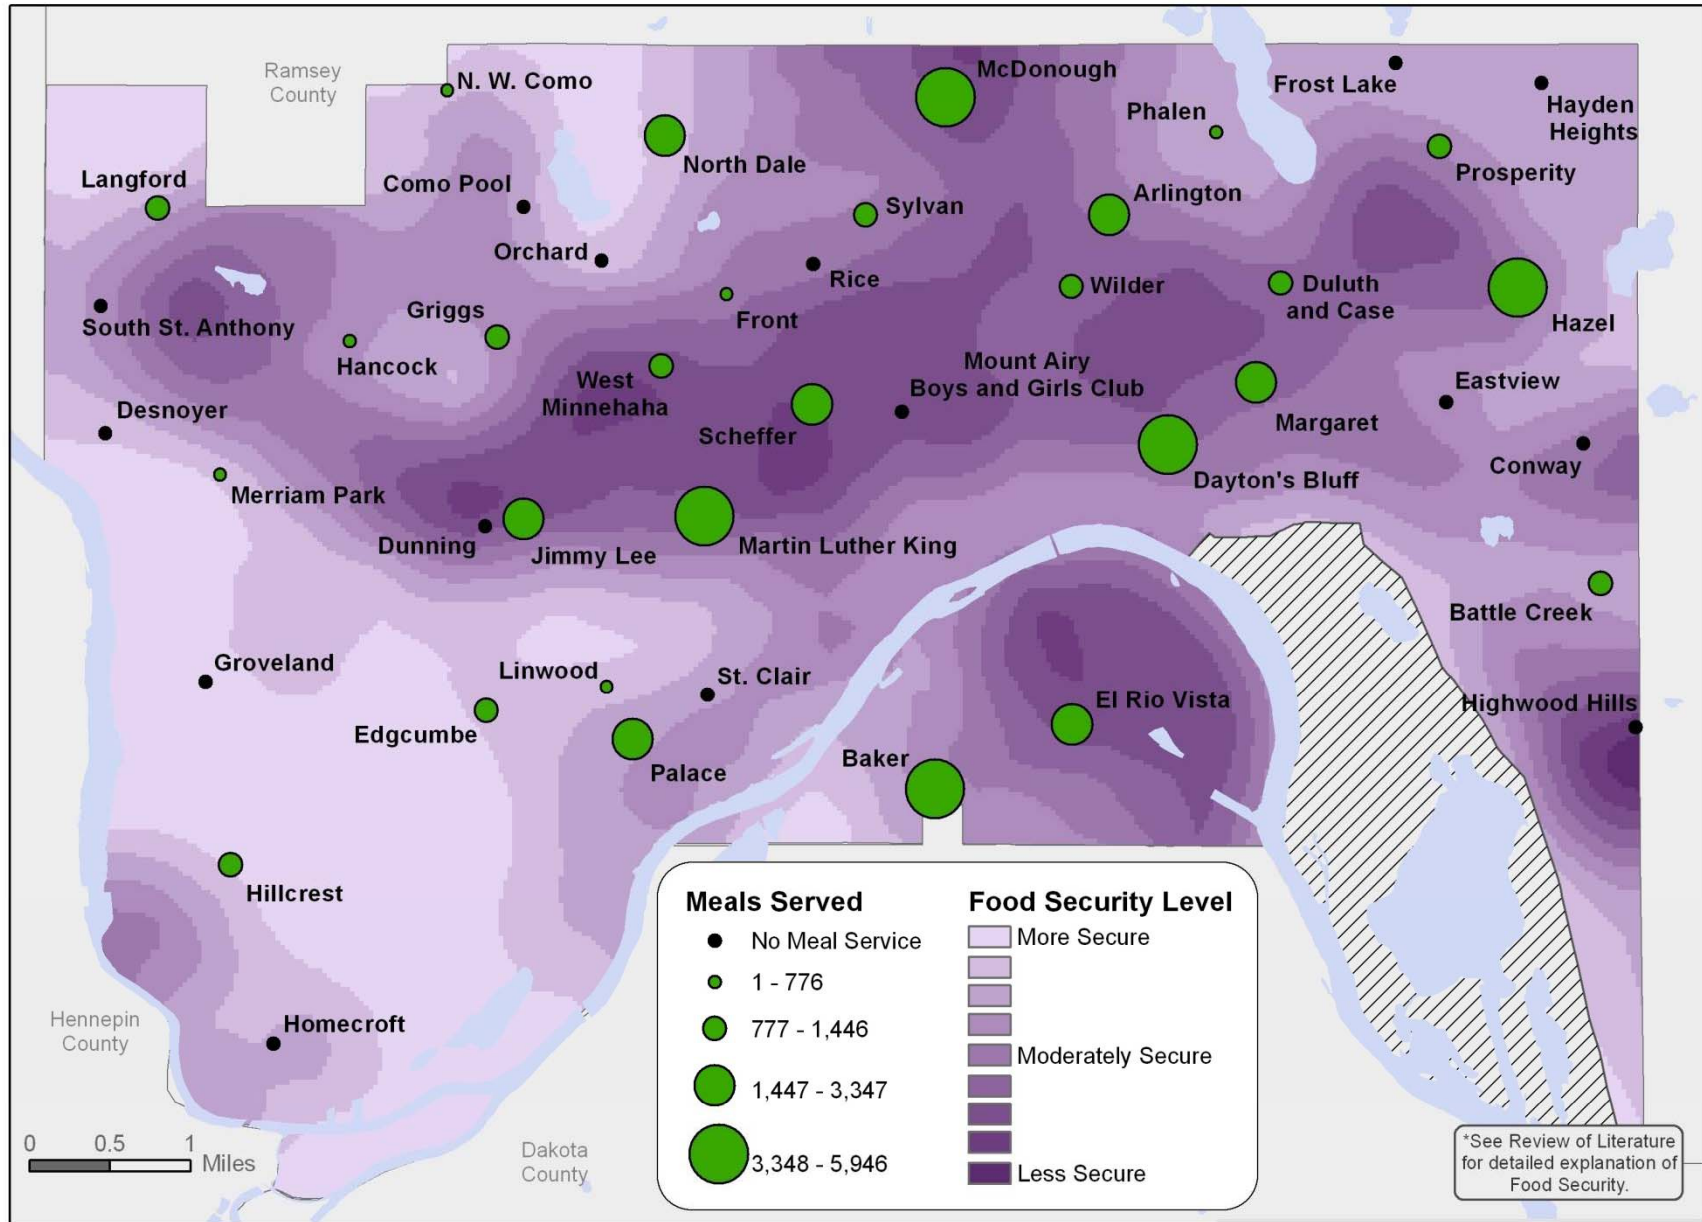 Ramsey
County
N. W. Como
McDonough
Frost Lake
Hayden
Heights
Phalen
North Dale
Prosperity
Langford
Como Pool
Arlington
Sylvan
Orchard
Rice
Wilder
Duluth
and Case
South St. Anthony
Griggs
Front
Hazel
Hancock
West
Minnehaha
Mount Airy
Boys and Girls Club
Eastview
Desnoyer
Scheffer
Margaret
Conway
Merriam Park
Dayton's Bluff
Dunning
Jimmy Lee
Martin Luther King
Battle Creek
Groveland
Linwood
St. Clair
El Rio Vista
Highwood Hills
Edgcumbe
Palace
Baker
Hillcrest
Meals Served
No Meal Service
1 - 776
777 - 1,446
1,447 - 3,347
3,348 - 5,946
Food Security Level
More Secure
Moderately Secure
Less Secure
Hennepin
County
Homecroft
0 0.5 1
Miles
Dakota
County
*See Review of Literature
for detailed explanation of
Food Security.